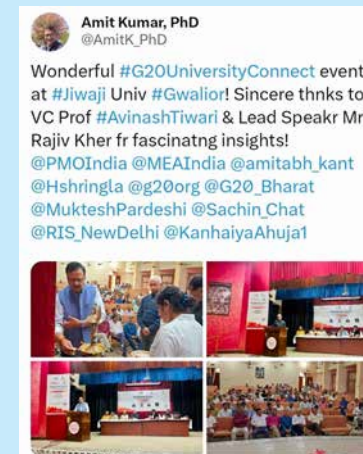 Amit Kumar, PhD
@AmitK_PhD
Wonderful #G20UniversityConnect event
at #Jiwaji Univ #Gwalior! Sincere thnks to
VC Prof #AvinashTiwari & Lead Speakr Mr
Rajiv Kher fr fascinatng insights!
@PMOIndia @MEAIndia @amitabh_kant
@Hshringla @g20org @G20_Bharat
@MukteshPardeshi @Sachin_Chat
@RIS_NewDelhi @KanhaiyaAhuja1